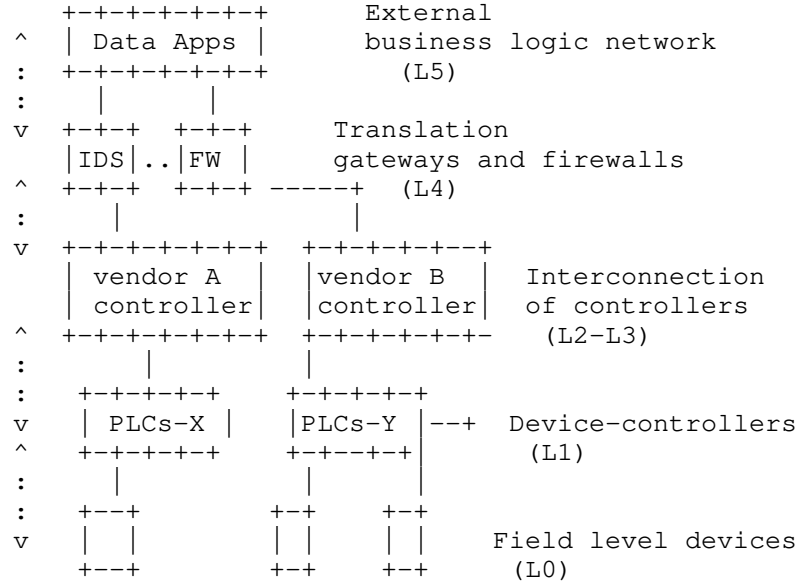 +-+-+-+-+-+-+ External
^ | Data Apps | business logic network
: +-+-+-+-+-+-+ (L5)
: | |
v +-+-+ +-+-+ Translation
|IDS|..|FW | gateways and firewalls
^ +-+-+ +-+-+ -----+ (L4)
: | |
v +-+-+-+-+-+-+ +-+-+-+-+-+--+
| vendor A | |vendor B | Interconnection
| controller| |controller| of controllers
^ +-+-+-+-+-+-+ +-+-+-+-+-+- (L2-L3)
: | |
: +-+-+-+-+ +-+-+-+-+
v | PLCs-X | |PLCs-Y |--+ Device-controllers
^ +-+-+-+-+ +-+--+-+| (L1)
: | | |
: +--+ +-+ +-+
v | | | | | | Field level devices
+--+ +-+ +-+ (L0)